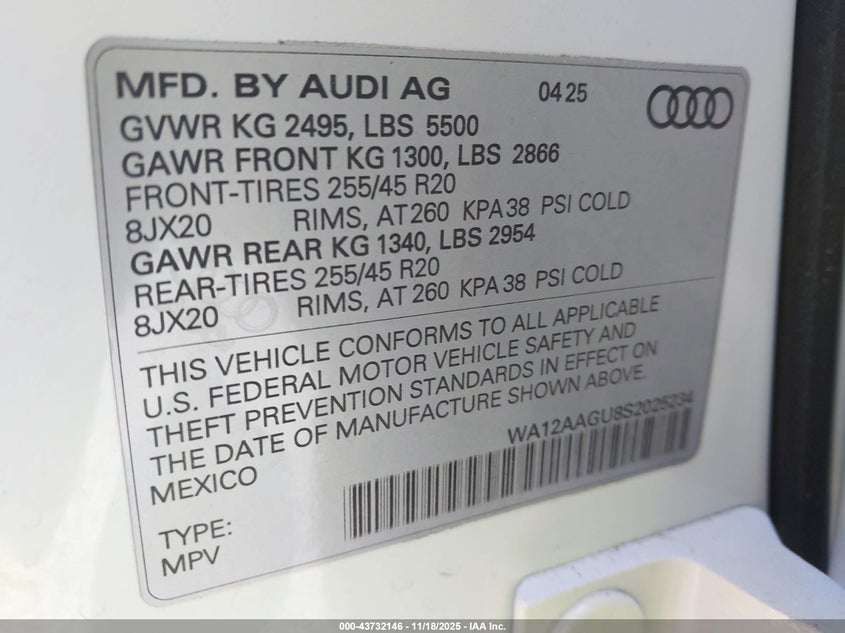 MFD. BY AUDI AG 04 25
GVWR KG 2495, LBS 5500
GAWR FRONT KG 1300, LBS 2866
FRONT-TIRES 255/45 R20
8JX20 RIMS, AT 260 KPA 38 PSI COLD
GAWR REAR KG 1340, LBS 2954
REAR-TIRES 255/45 R20
8JX20 RIMS, AT 260 KPA 38 PSI COLD
THIS VEHICLE CONFORMS TO ALL APPLICABLE
U.S. FEDERAL MOTOR VEHICLE SAFETY AND
THEFT PREVENTION STANDARDS IN EFFECT ON
THE DATE OF MANUFACTURE SHOWN ABOVE.
MEXICO
WA12AAGU8S2025234
TYPE:
MPV
000-43732146 - 11/18/2025 - IAA Inc.